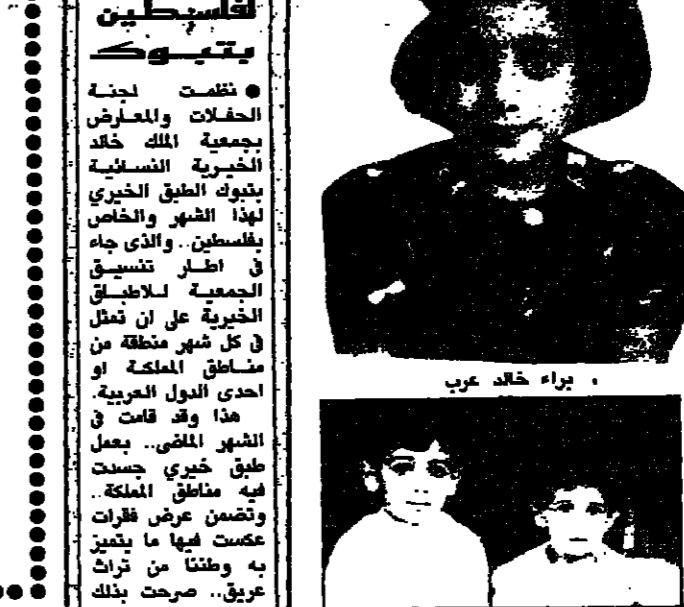 لفلسطين
بتبوك
● نظمت لجنة
الحفلات والمعارض
بجمعية الملك خالد
الخيرية النسائية
بتبوك الطبق الخيري
لهذا الشهر والخاص
بفلسطين.. والذى جاء
في اطار تنسيق
الجمعية للاطباق
الخيرية على ان تمثل
في كل شهر منطقة من
مناطق المملكة او
احدى الدول العربية.
هذا وقد قامت في
الشهر الماضى.. بعمل
طبق خيري جسدت
فيه مناطق المملكة..
وتضمن عرض فقرات
عكست فيها ما يتميز
به وطننا من تراث
عريق.. صرحت بذلك
براء خالد عرب